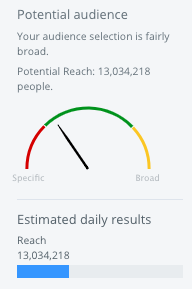 Potential audience
Your audience selection is fairly
broad.
Potential Reach: 13,034,218
people.
Specific
Broad
Estimated daily results
Reach
13,034,218